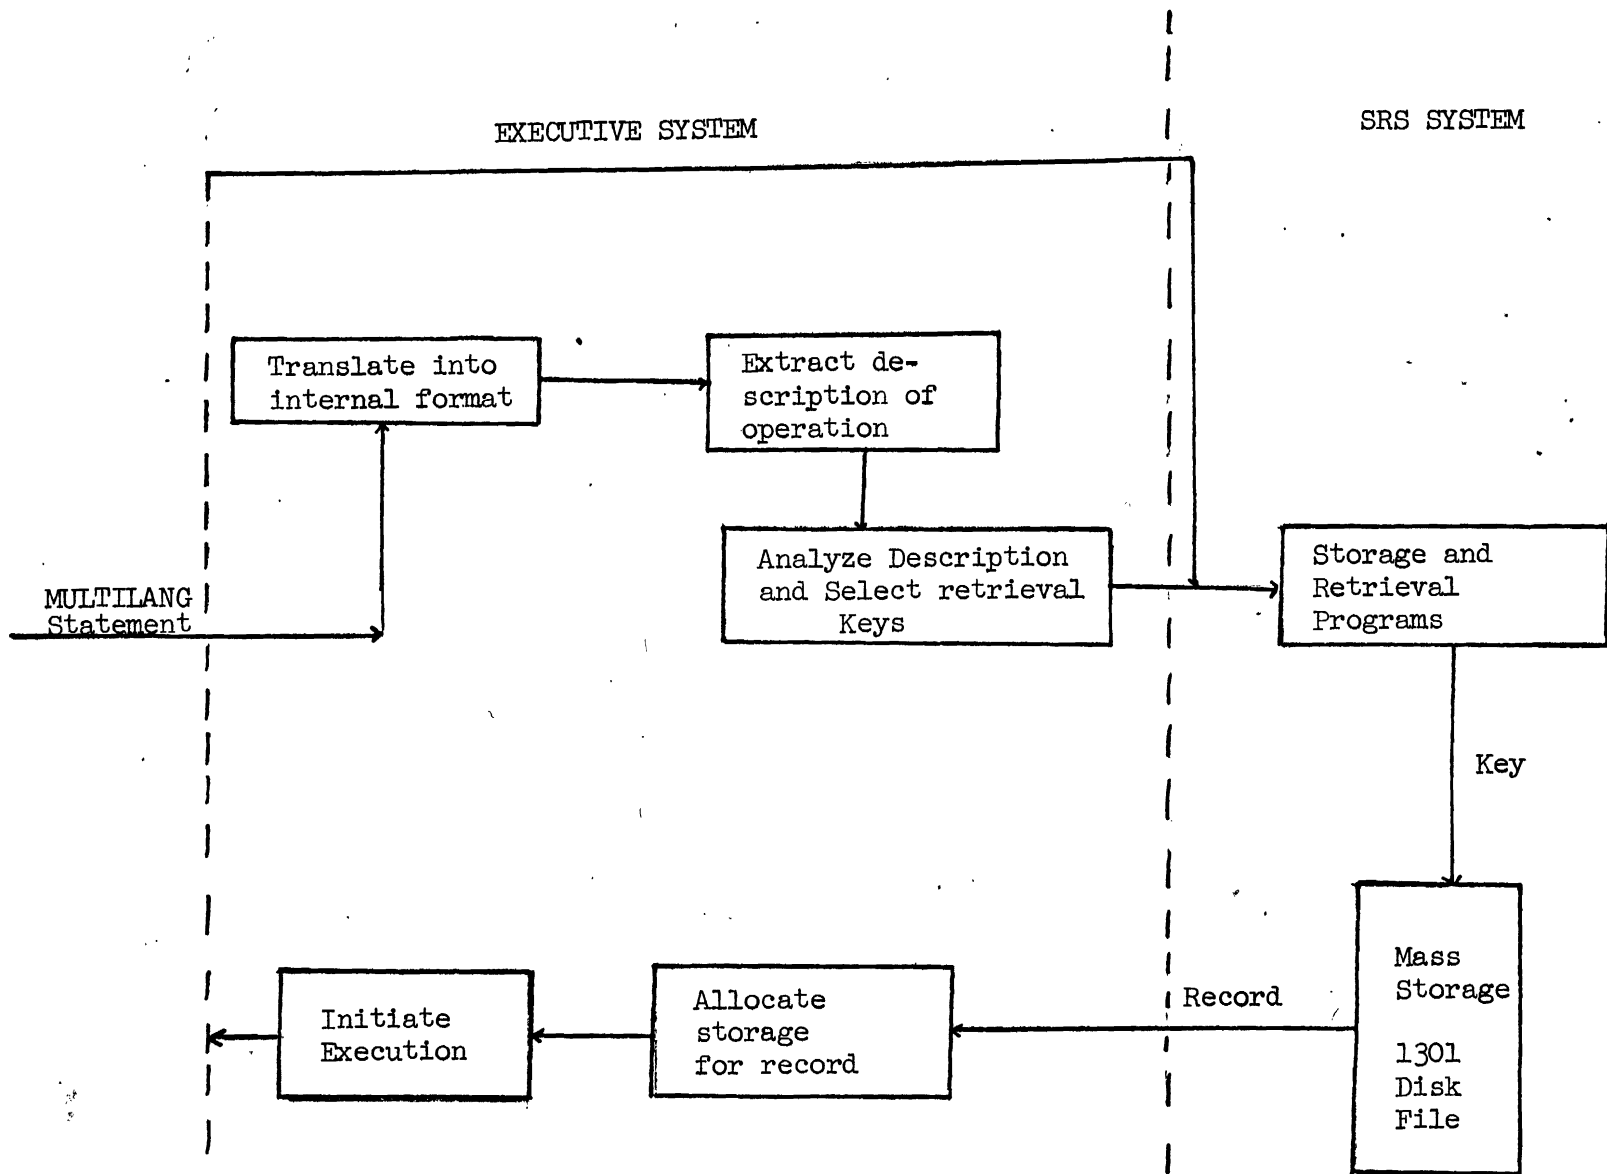 EXECUTIVE SYSTEM
SRS SYSTEM
Translate into
internal format
Extract de-
scription of
operation
Analyze Description
and Select retrieval
Keys
Storage and
Retrieval
Programs
MULTILANG
Statement
Key
Mass
Storage
1301
Disk
File
Record
Allocate
storage
for record
Initiate
Execution